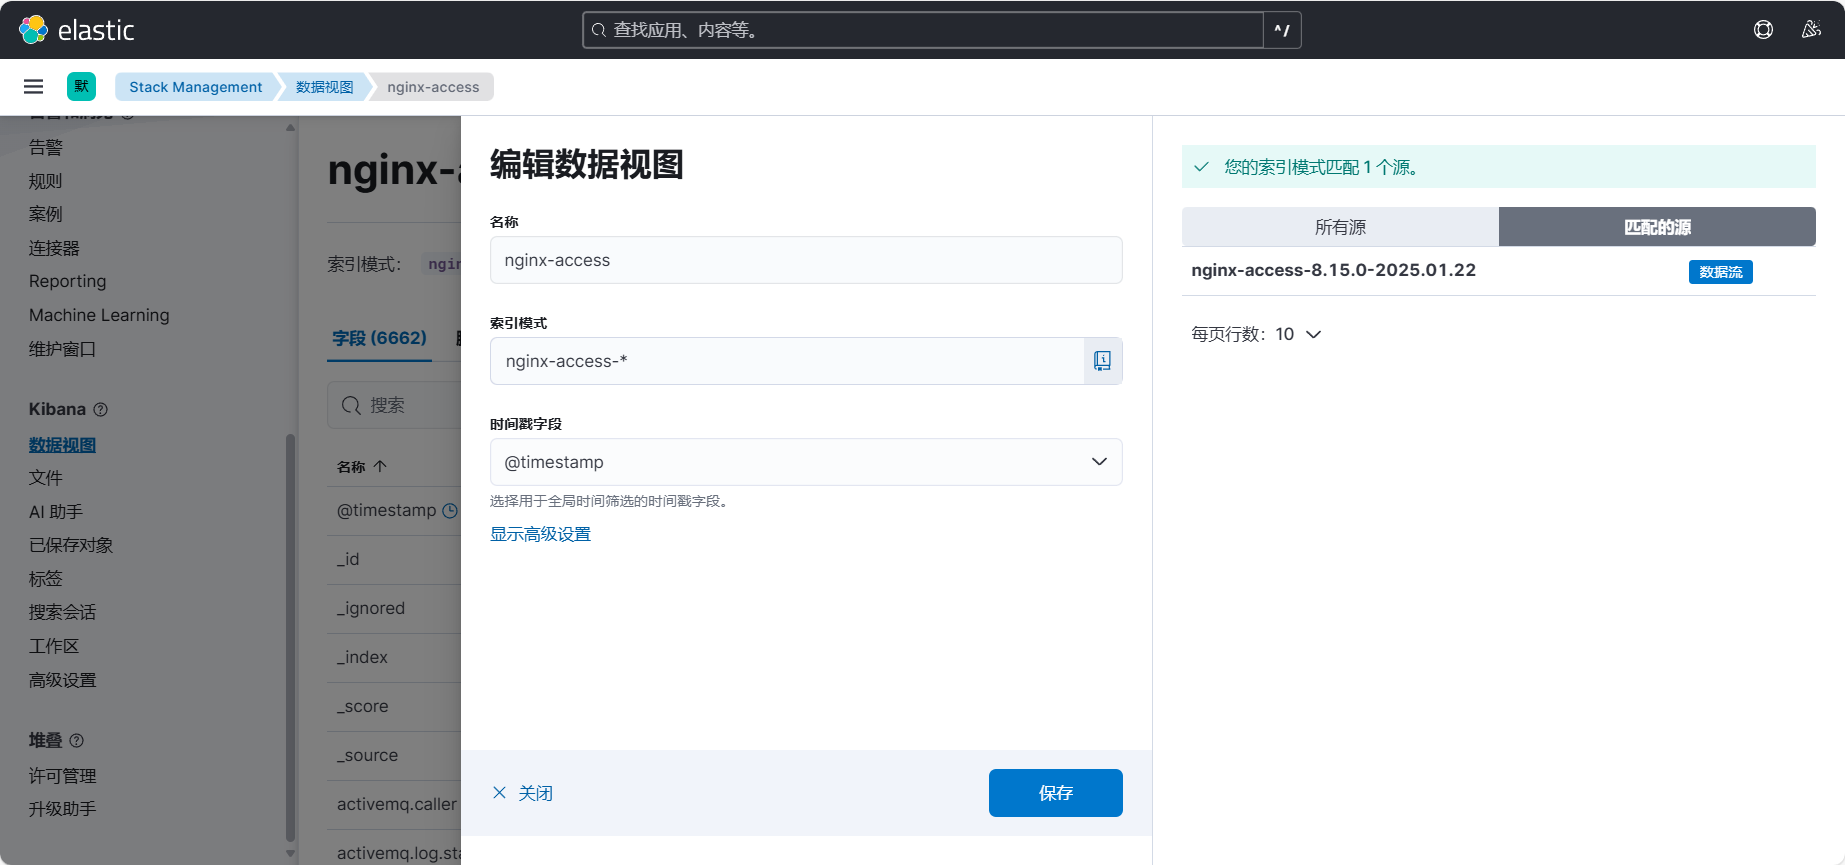 elastic
查找应用、内容等。
^/
默
Stack Management
数据视图
nginx-access
告警
规则
案例
连接器
Reporting
Machine Learning
维护窗口
Kibana
数据视图
文件
AI 助手
已保存对象
标签
搜索会话
工作区
高级设置
堆叠
许可管理
升级助手
nginx-a
索引模式：
ngin
字段 (6662)
搜索
名称
@timestamp
_id
_ignored
_index
_score
_source
activemq.caller
activemq.log.sta
编辑数据视图
名称
nginx-access
索引模式
nginx-access-*
时间戳字段
@timestamp
选择用于全局时间筛选的时间戳字段。
显示高级设置
关闭
保存
您的索引模式匹配 1 个源。
所有源
匹配的源
nginx-access-8.15.0-2025.01.22
数据流
每页行数：10